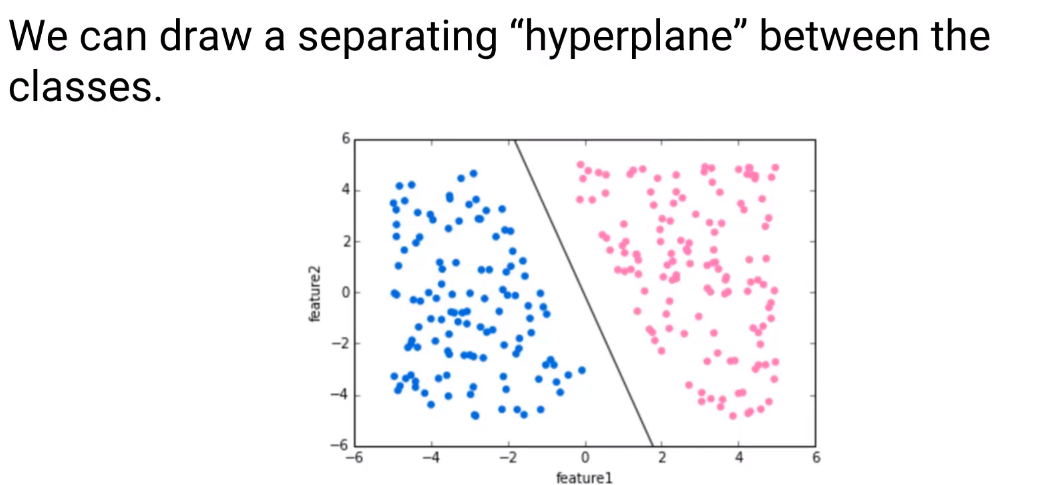 We can draw a separating “hyperplane” between the
classes.
6
4
2
0
−2
−4
−6
feature2
−6 −4 −2 0 2 4 6
feature1